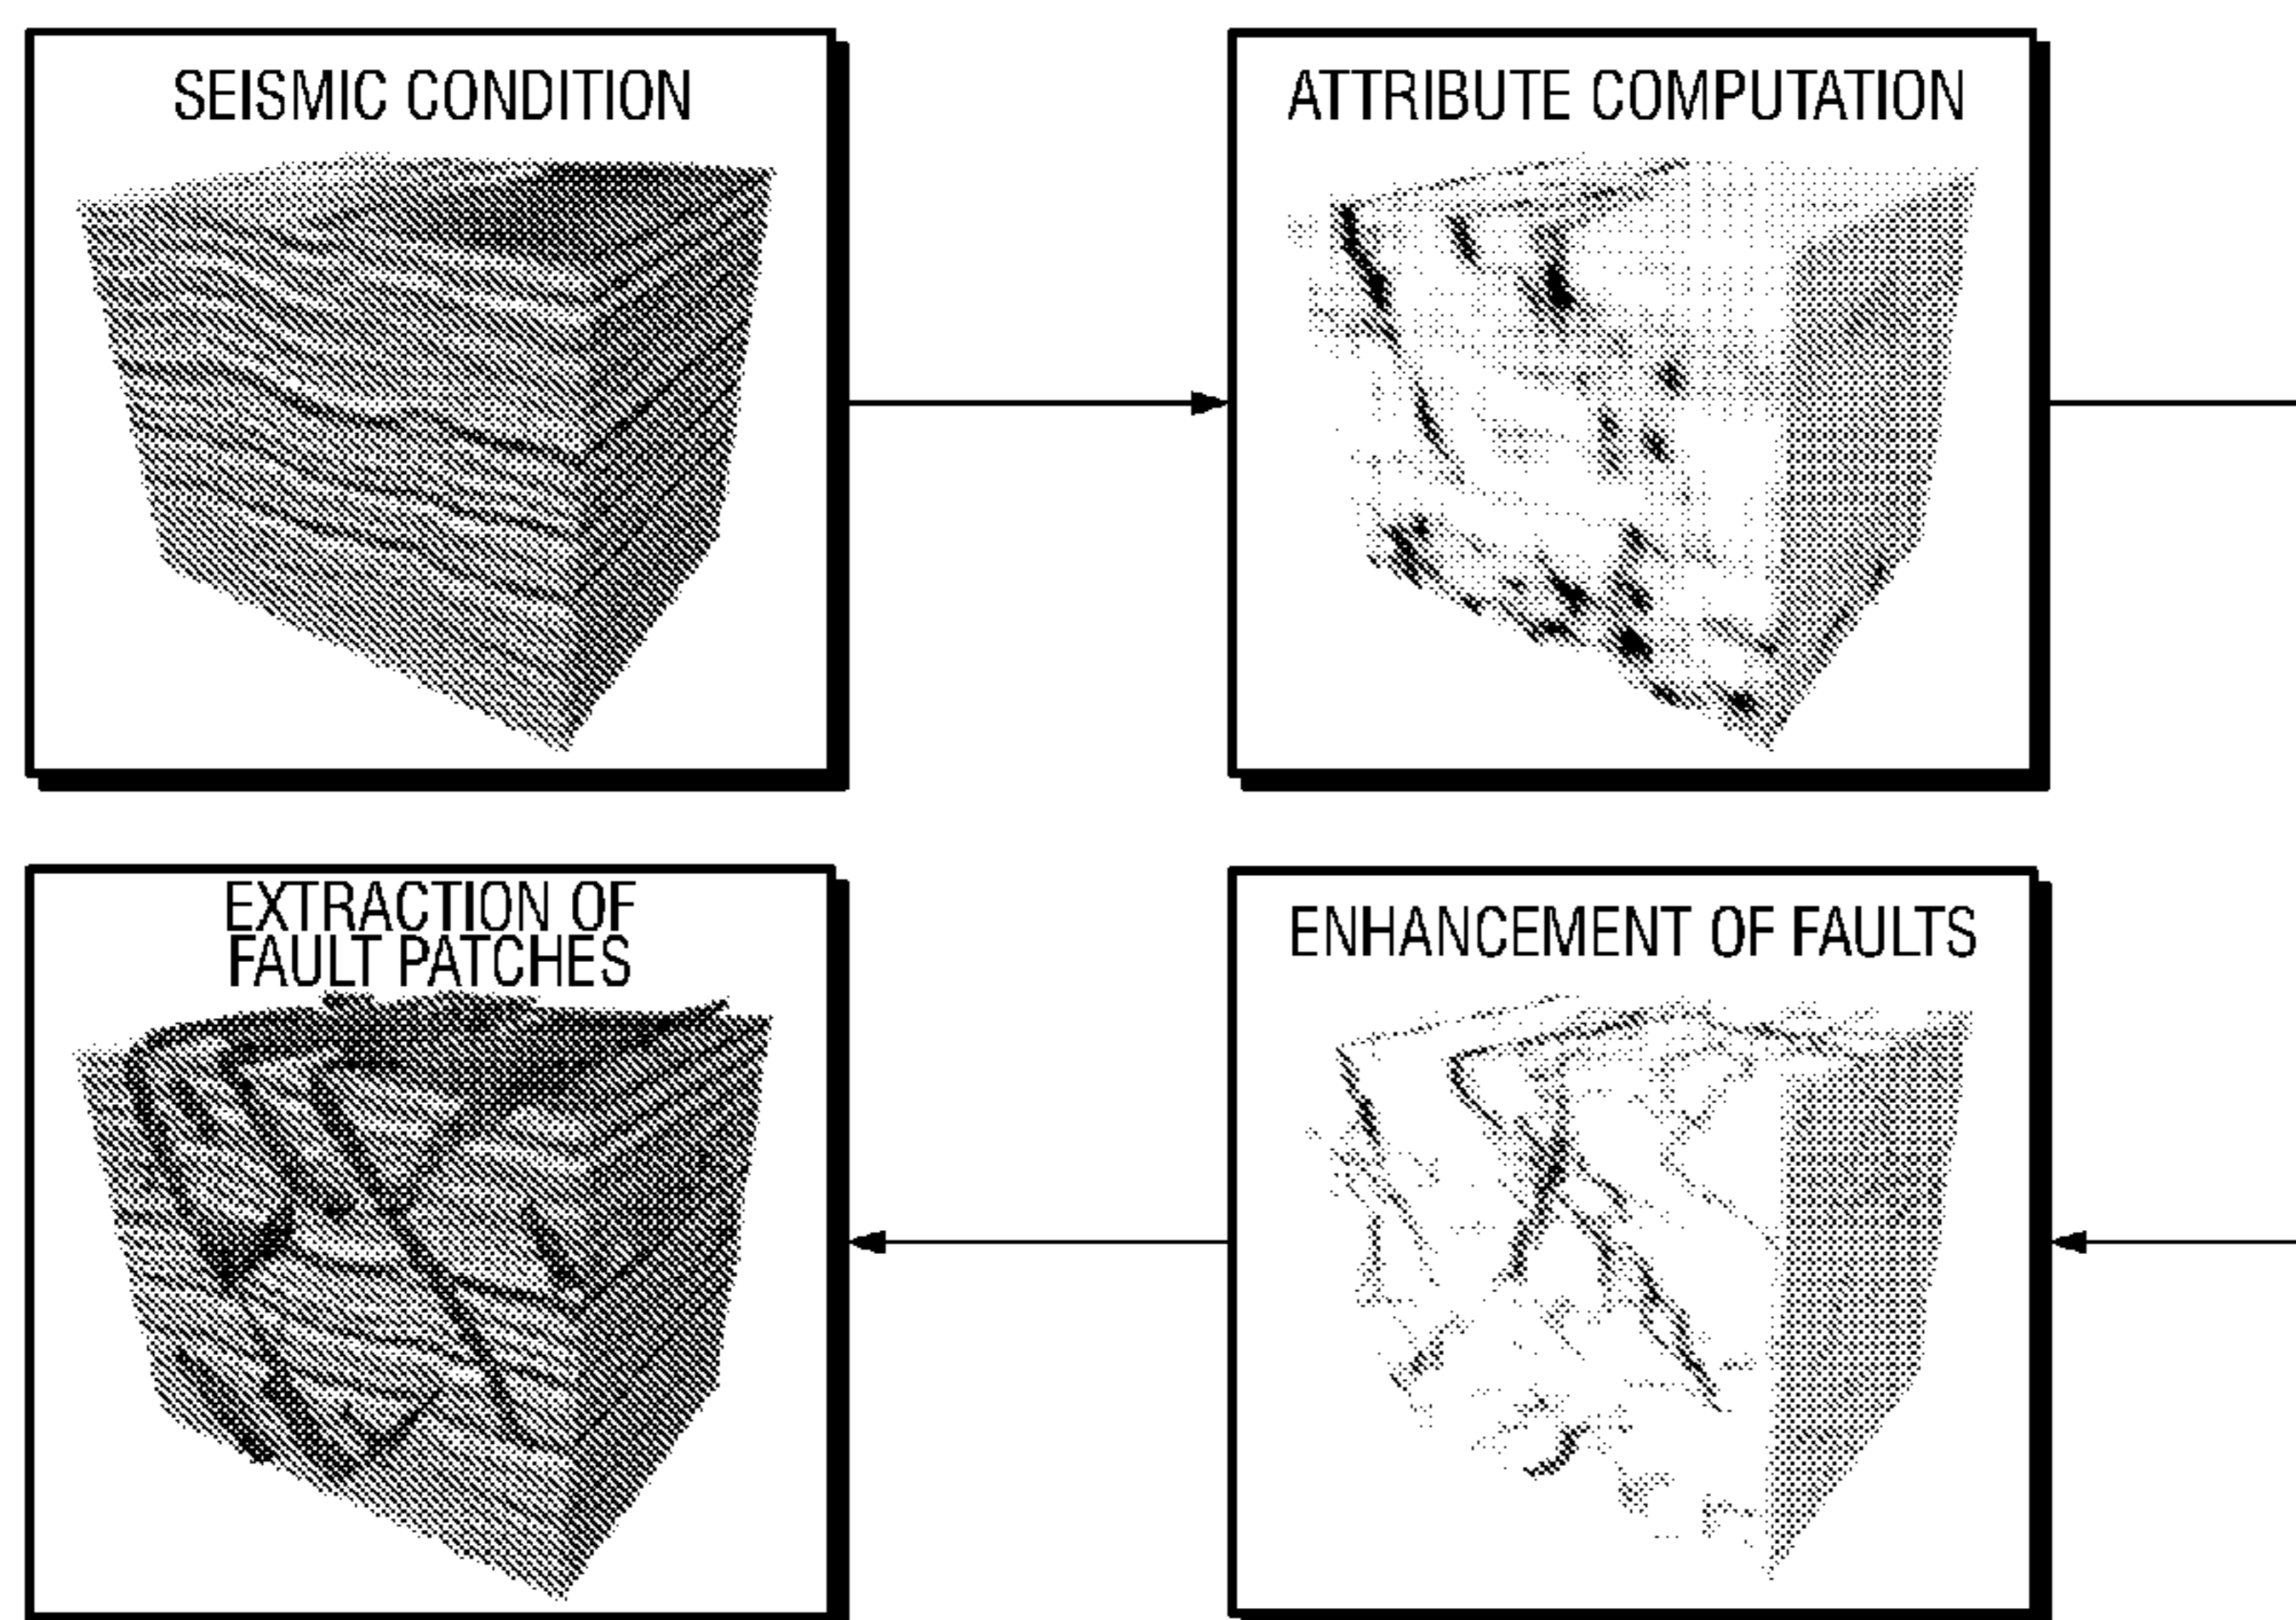 SEISMIC CONDITION
ATTRIBUTE COMPUTATION
EXTRACTION OF
FAULT PATCHES
ENHANCEMENT OF FAULTS